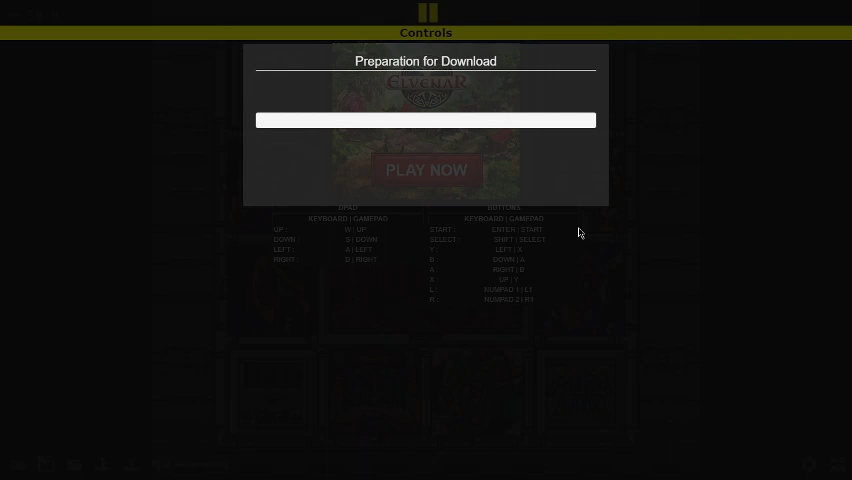 Controls
Preparation for Download
ELVENAR
PLAY NOW
DPAD
BUTTONS
KEYBOARD | GAMEPAD
KEYBOARD | GAMEPAD
UP : W | UP
START : ENTER | START
DOWN S | DOWN
SELECT : SHIFT | SELECT
LEFT : A | LEFT
Y : LEFT | X
RIGHT : D | RIGHT
B : DOWN | A
A : RIGHT | B
X : UP | Y
L : NUMPAD 1 | L1
R : NUMPAD 2 | R1